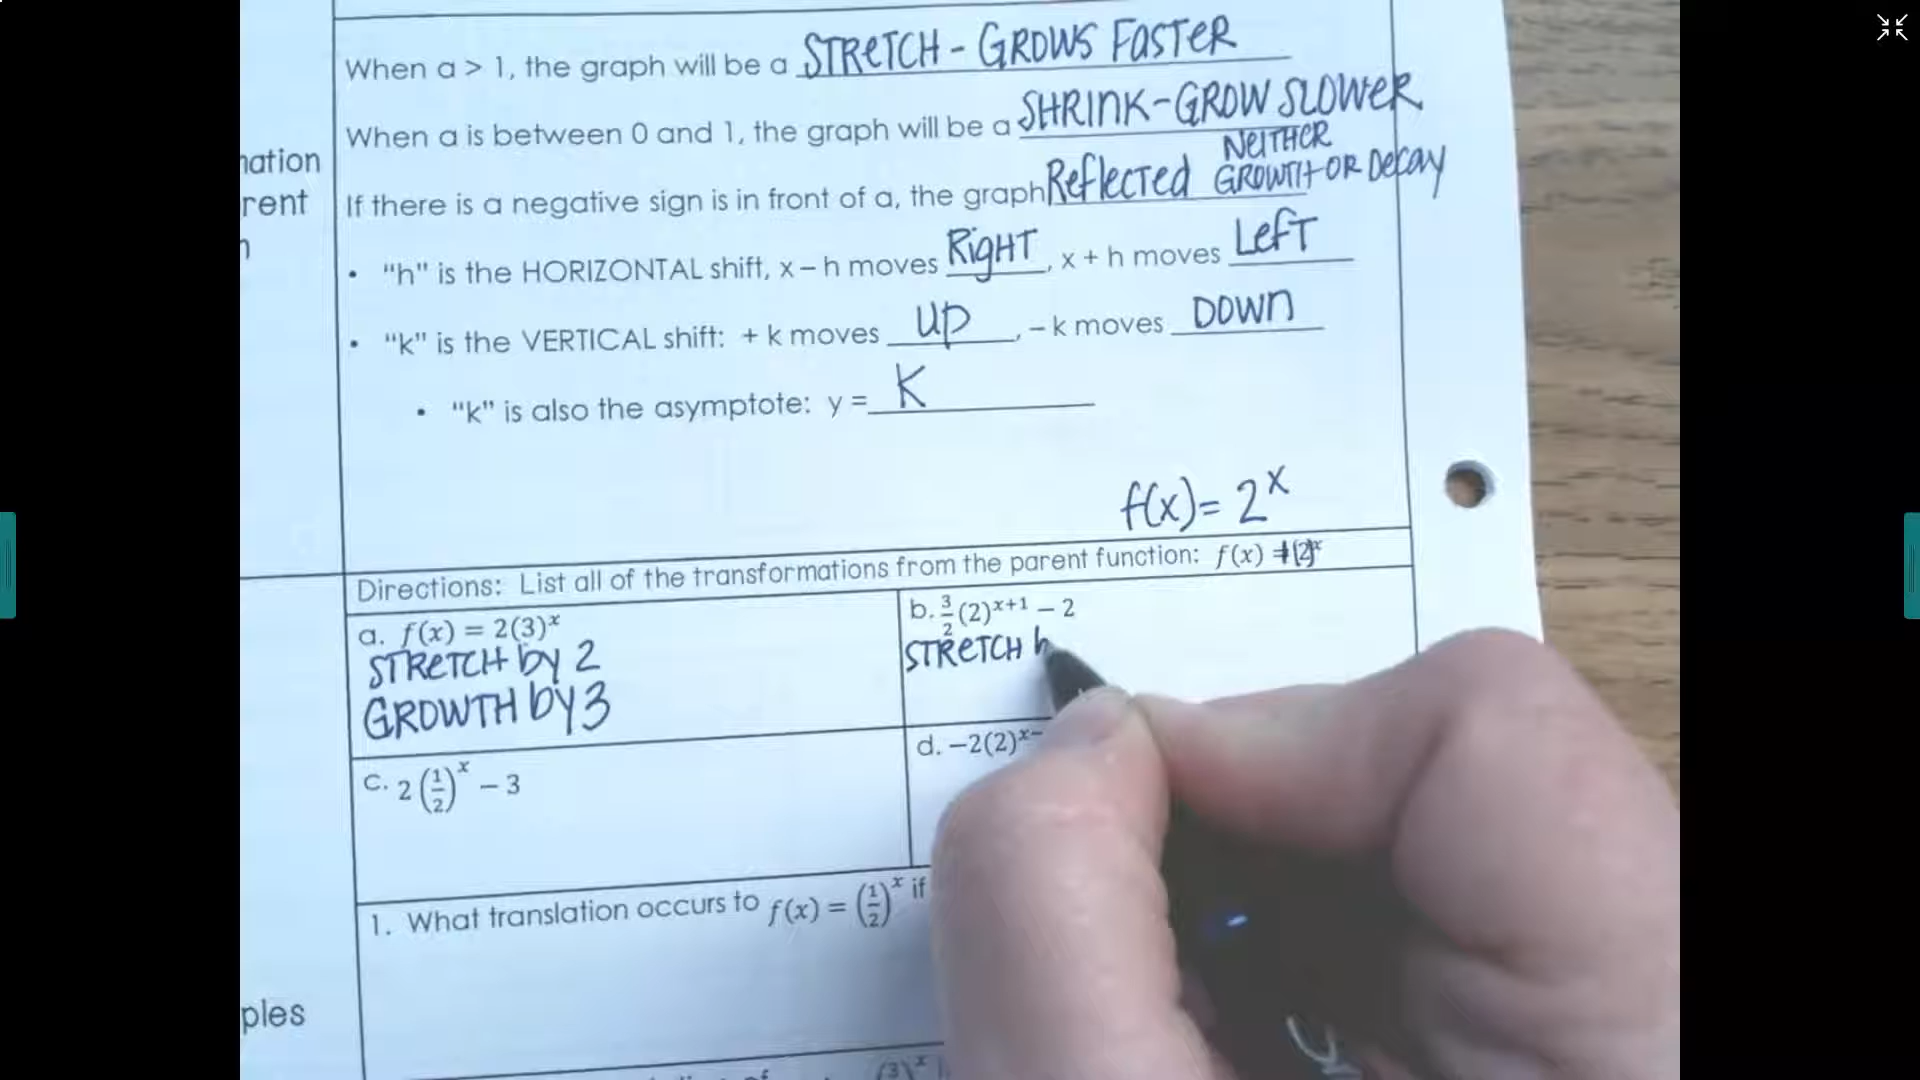 When a > 1, the graph will be a STRETCH - GROWS FASTER
When a is between 0 and 1, the graph will be a SHRINK-GROW SLOWER
nation
rent
If there is a negative sign is in front of a, the graph Reflected NEITHER GROWTH OR DECAY
• "h" is the HORIZONTAL shift, x – h moves RIGHT, x + h moves LEFT
• "k" is the VERTICAL shift: + k moves UP, – k moves DOWN
• "k" is also the asymptote: y = K
f(x) = 2^x
Directions: List all of the transformations from the parent function: f(x)
a. f(x) = 2(3)^x
STRETCH by 2
GROWTH by 3
b. 3/2 (2)^x+1 – 2
STRETCH b
c. 2(1/2)^x – 3
d. –2(2)^x–
1. What translation occurs to f(x) = (1/2)^x if
ples